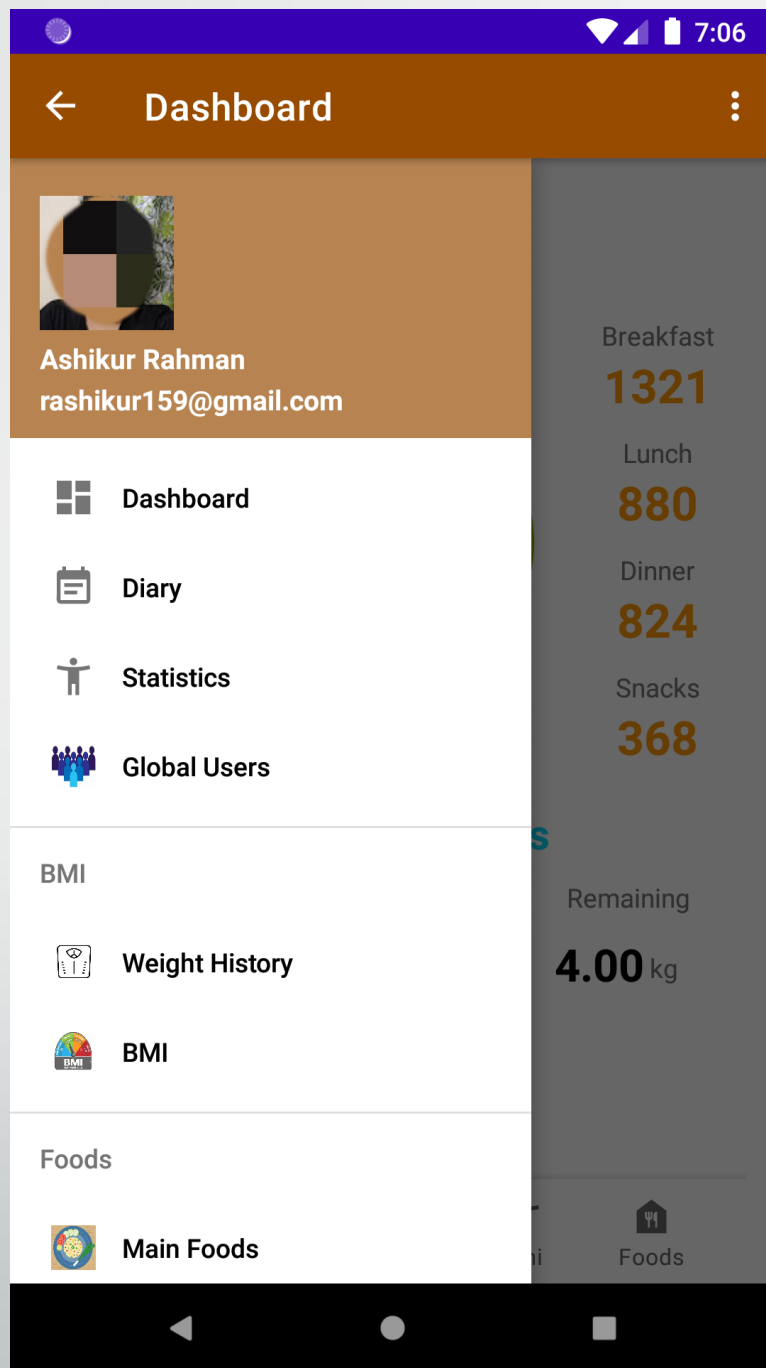 7:06
Dashboard
Ashikur Rahman
rashikur159@gmail.com
Dashboard
Diary
Statistics
Global Users
BMI
Weight History
BMI
BMI
Foods
Main Foods
Breakfast
1321
Lunch
880
Dinner
824
Snacks
368
s
Remaining
4.00 kg
Foods